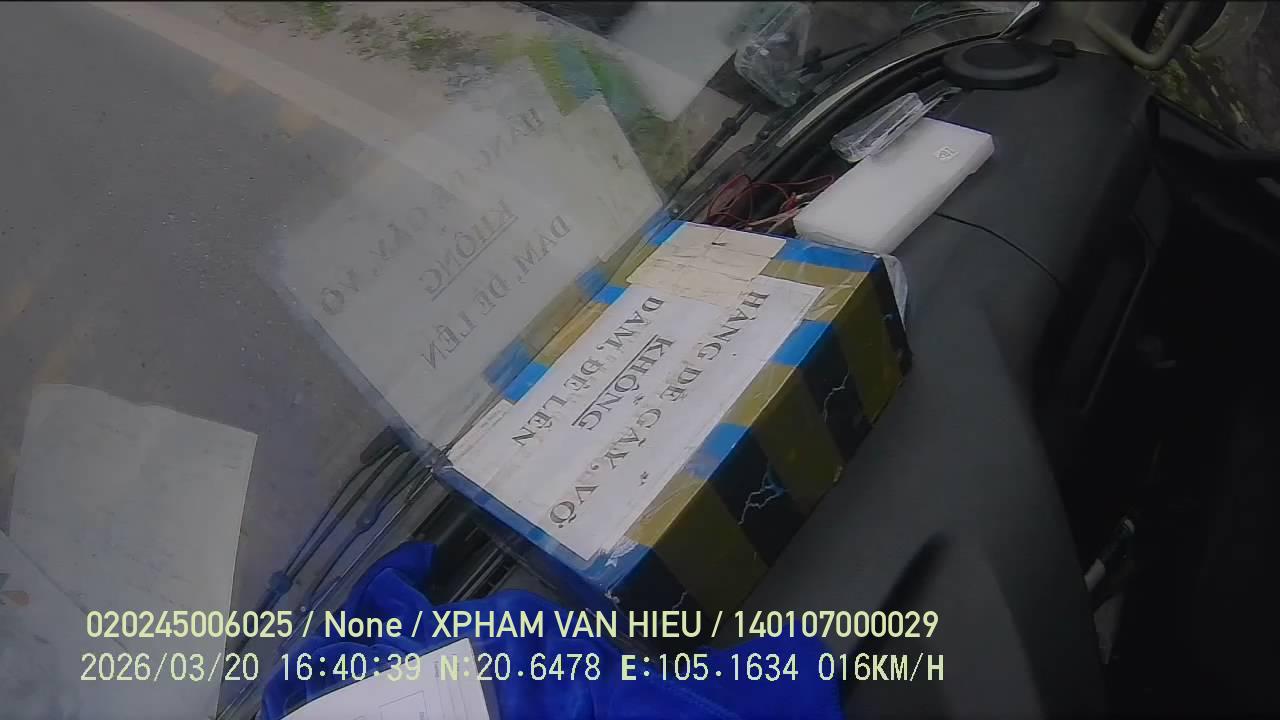 HÀNG DỄ GÃY, VỠ
KHÔNG
DẪM, ĐÈ LÊN
020245006025 / None / XPHAM VAN HIEU / 140107000029
2026/03/20 16:40:39 N:20.6478 E:105.1634 016KM/H